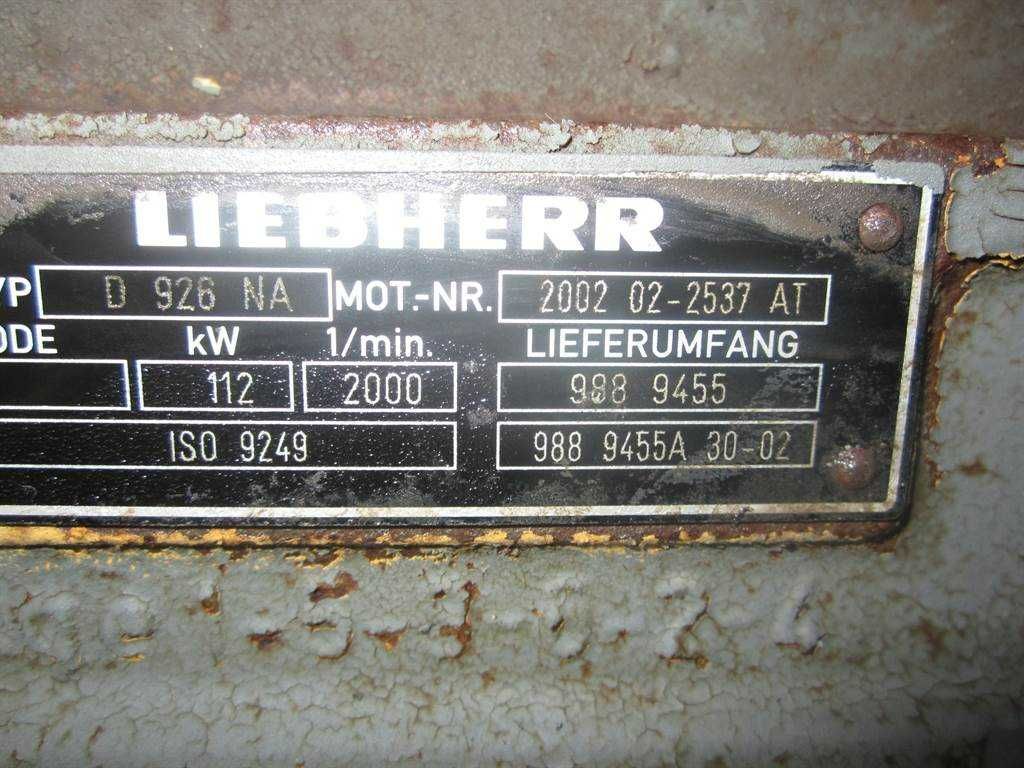 LIEBHERR
YP D 926 NA MOT.-NR. 2002 02-2537 AT
ODE kW 1/min. LIEFERUMFANG
112 2000 988 9455
ISO 9249 988 9455A 30-02